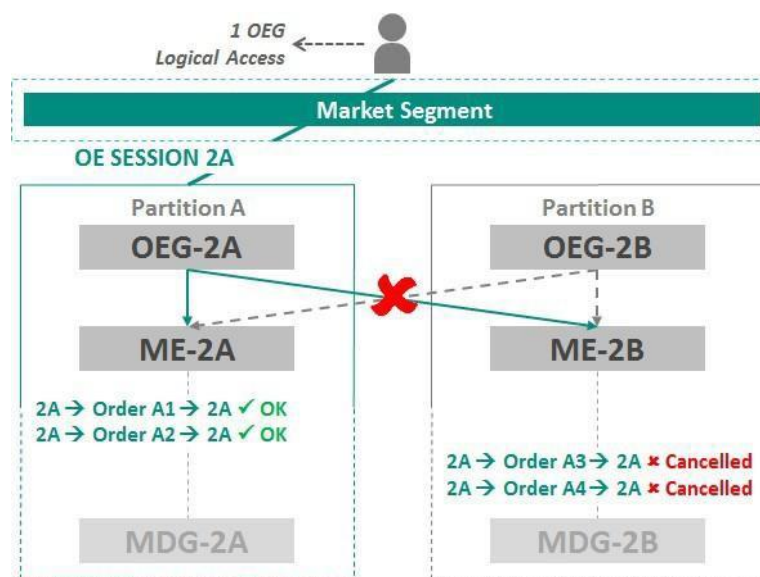 1 OEG
Logical Access
Market Segment
OE SESSION 2A
Partition A
Partition B
OEG-2A
OEG-2B
ME-2A
ME-2B
2A → Order A1 → 2A ✓ OK
2A → Order A2 → 2A ✓ OK
2A → Order A3 → 2A ✘ Cancelled
2A → Order A4 → 2A ✘ Cancelled
MDG-2A
MDG-2B